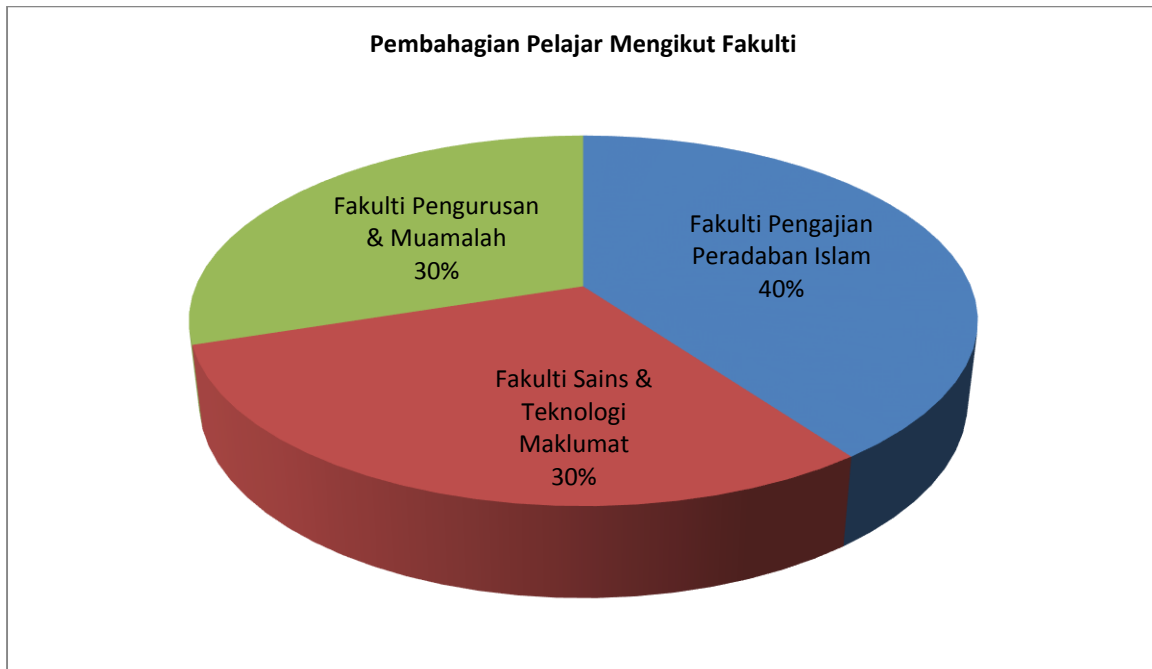 Pembahagian Pelajar Mengikut Fakulti
Fakulti Pengurusan
& Muamalah
30%
Fakulti Pengajian
Peradaban Islam
40%
Fakulti Sains &
Teknologi
Maklumat
30%